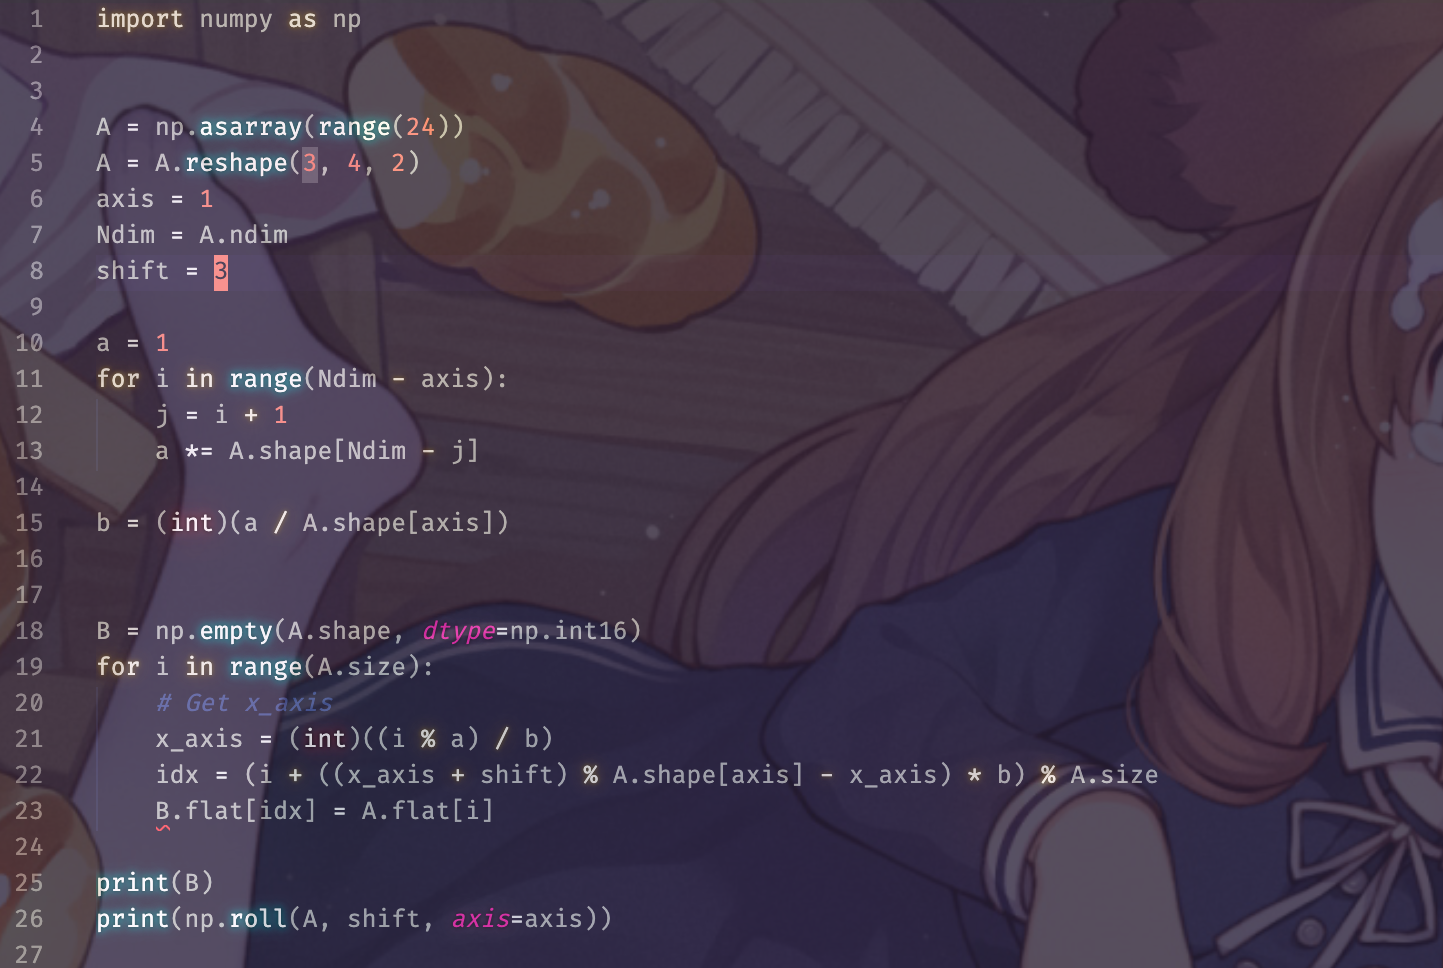 1 import numpy as np
2
3
4 A = np.asarray(range(24))
5 A = A.reshape(3, 4, 2)
6 axis = 1
7 Ndim = A.ndim
8 shift = 3
9
10 a = 1
11 for i in range(Ndim - axis):
12     j = i + 1
13     a *= A.shape[Ndim - j]
14
15 b = (int)(a / A.shape[axis])
16
17
18 B = np.empty(A.shape, dtype=np.int16)
19 for i in range(A.size):
20     # Get x_axis
21     x_axis = (int)((i % a) / b)
22     idx = (i + ((x_axis + shift) % A.shape[axis] - x_axis) * b) % A.size
23     B.flat[idx] = A.flat[i]
24
25 print(B)
26 print(np.roll(A, shift, axis=axis))
27